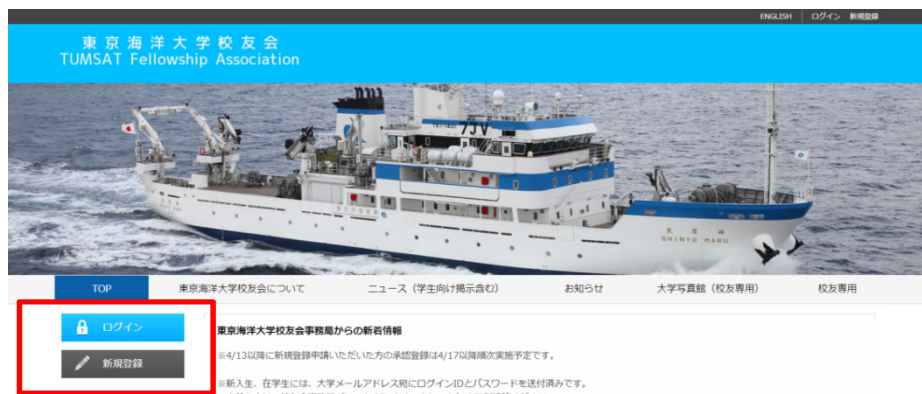 ENGLISH ログイン 新規登録
東京海洋大学校友会
TUMSAT Fellowship Association
7JV
SHINYO MARU
TOP 東京海洋大学校友会について ニュース（学生向け掲示含む） お知らせ 大学写真館（校友専用） 校友専用
ログイン
新規登録
東京海洋大学校友会事務局からの新着情報
※4/13以降に新規登録申請いただいた方の承認登録は4/17以降順次実施予定です。
※新入生、在学生には、大学メールアドレス宛にログインIDとパスワードを送付済みです。